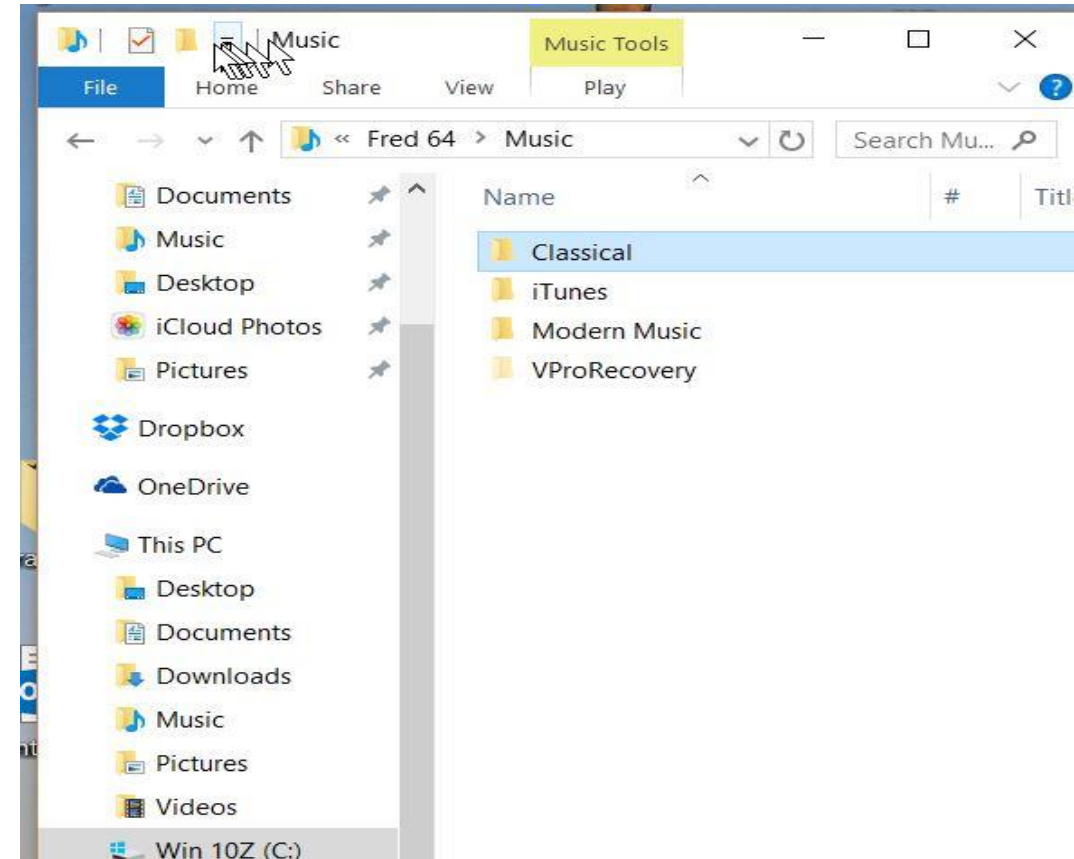 Music
Music Tools
File Home Share View Play
?
« Fred 64 > Music Search Mu...
Name # Titl
Documents
Music
Desktop
iCloud Photos
Pictures
Dropbox
OneDrive
This PC
Desktop
Documents
Downloads
Music
Pictures
Videos
Win 10Z (C:)
Classical
iTunes
Modern Music
VProRecovery